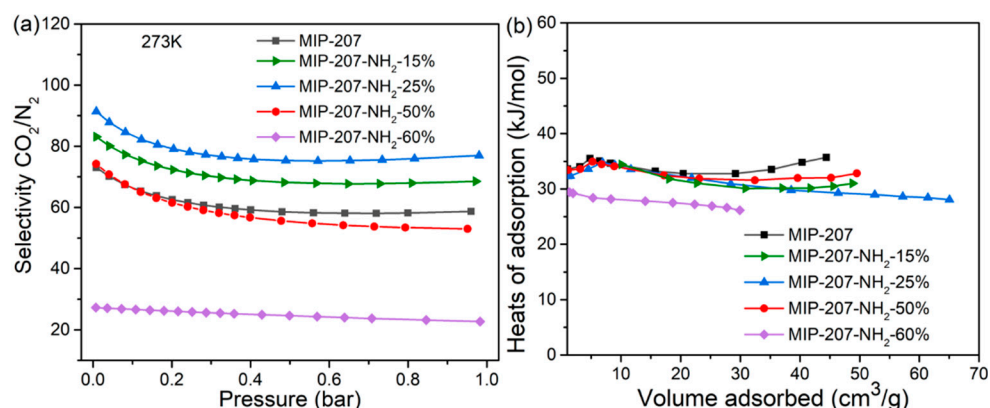 (a)
273K
MIP-207
MIP-207-NH2-15%
MIP-207-NH2-25%
MIP-207-NH2-50%
MIP-207-NH2-60%
Selectivity CO2/N2
120
100
80
60
40
20
0.0 0.2 0.4 0.6 0.8 1.0
Pressure (bar)
(b)
Heats of adsorption (kJ/mol)
60
50
40
30
20
10
0
MIP-207
MIP-207-NH2-15%
MIP-207-NH2-25%
MIP-207-NH2-50%
MIP-207-NH2-60%
10 20 30 40 50 60 70
Volume adsorbed (cm3/g)